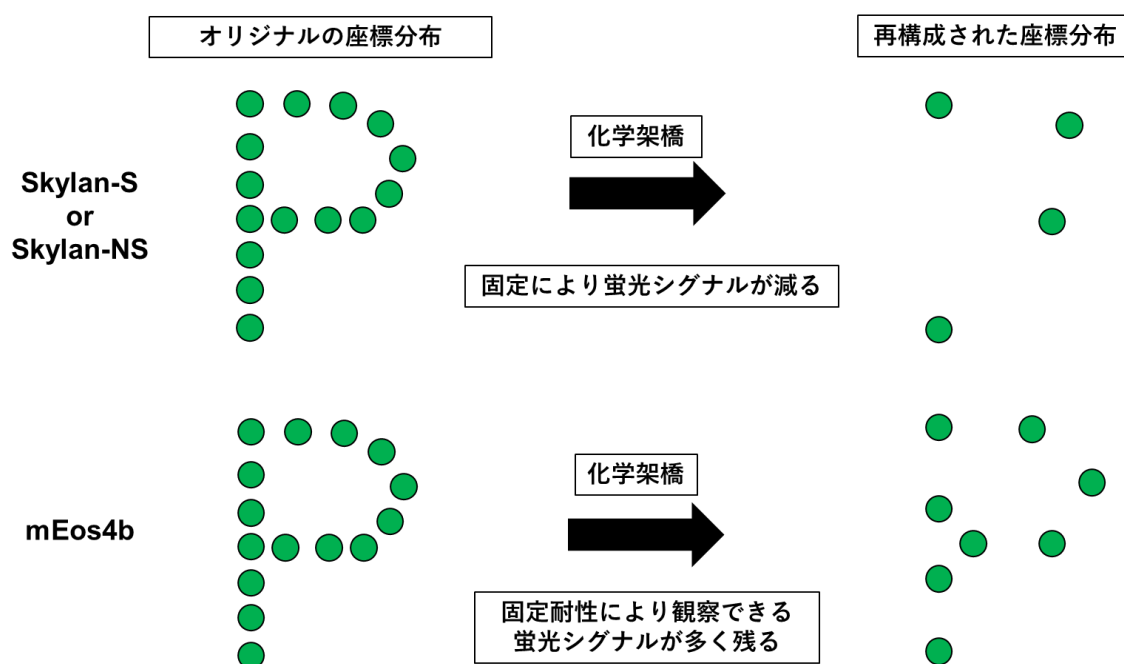 オリジナルの座標分布
再構成された座標分布
Skylan-S
or
Skylan-NS
化学架橋
固定により蛍光シグナルが減る
mEos4b
化学架橋
固定耐性により観察できる
蛍光シグナルが多く残る